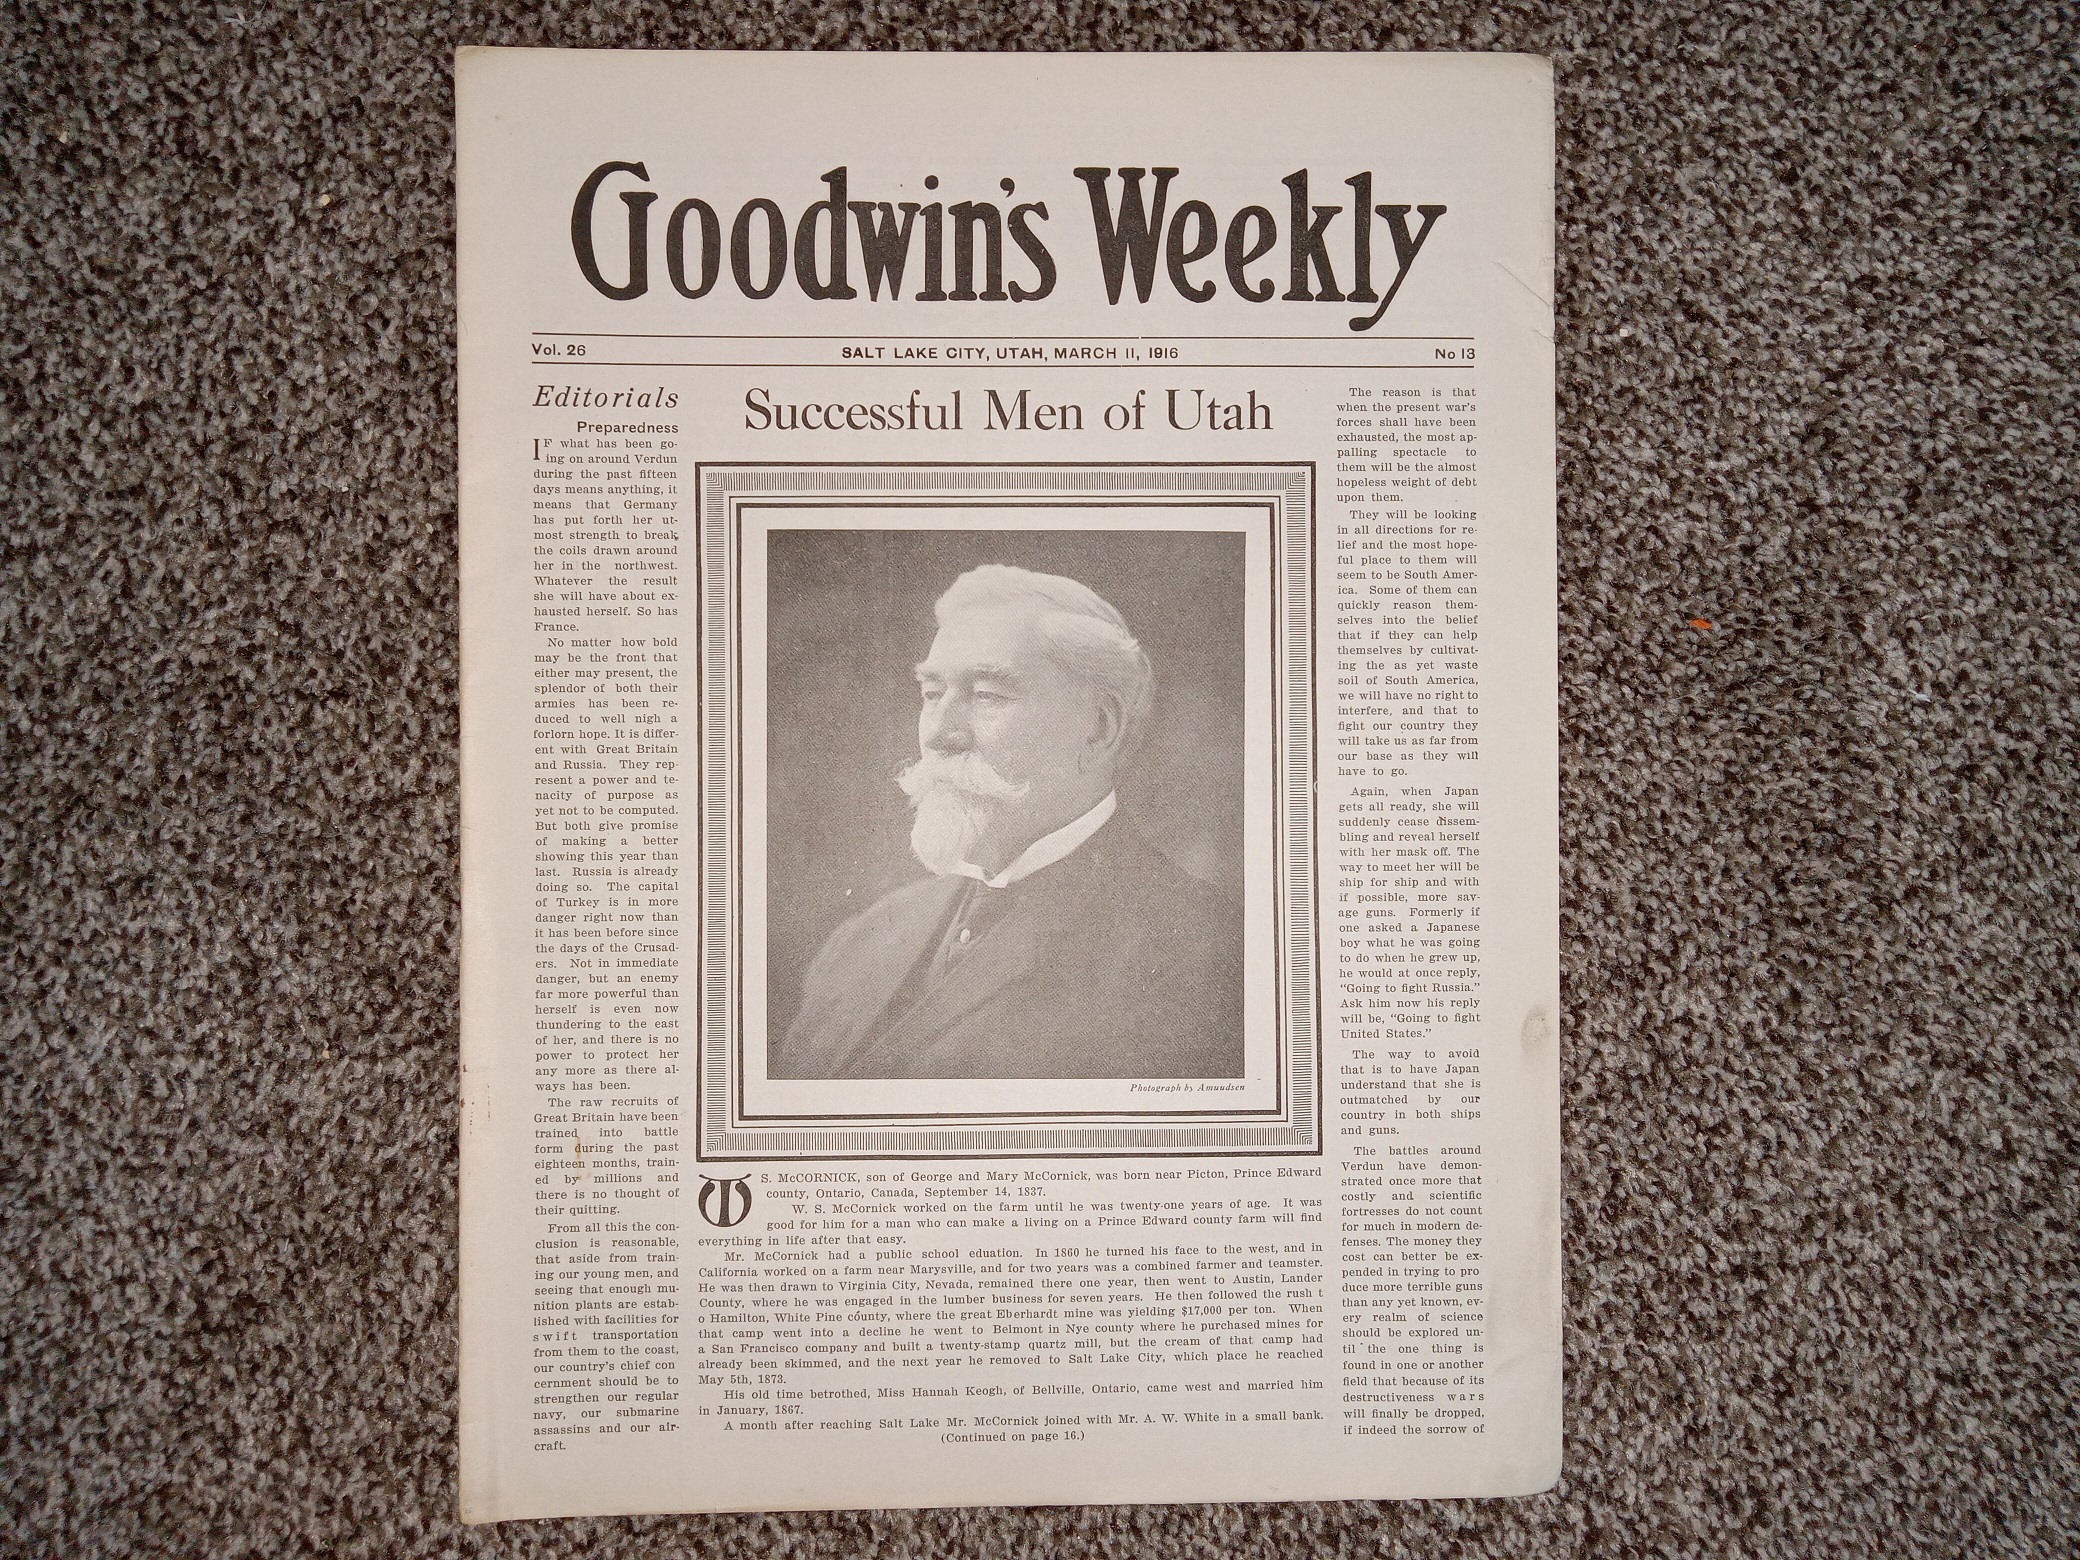 Goodwin's Weekly
Vol. 26 SALT LAKE CITY, UTAH, MARCH 11, 1916 No 13
Editorials
Preparedness
IF what has been go-
ing on around Verdun
during the past fifteen
days means anything, it
means that Germany
has put forth her ut-
most strength to break
the coils drawn around
her in the northwest.
Whatever the result
she will have about ex-
hausted herself. So has
France.
No matter how bold
may be the front that
either may present, the
splendor of both their
armies has been re-
duced to well nigh a
forlorn hope. It is differ-
ent with Great Britain
and Russia. They rep-
resent a power and te-
nacity of purpose as
yet not to be computed.
But both give promise
of making a better
showing this year than
last. Russia is already
doing so. The capital
of Turkey is in more
danger right now than
it has been before since
the days of the Crusad-
ers. Not in immediate
danger, but an enemy
far more powerful than
herself is even now
thundering to the east
of her, and there is no
power to protect her
any more as there al-
ways has been.
The raw recruits of
Great Britain have been
trained into battle
form during the past
eighteen months, train-
ed by millions and
there is no thought of
their quitting.
From all this the con-
clusion is reasonable,
that aside from train-
ing our young men, and
seeing that enough mu-
nition plants are estab-
lished with facilities for
swift transportation
from them to the coast,
our country's chief con
cernment should be to
strengthen our regular
navy, our submarine
assassins and our air-
craft.
Successful Men of Utah
Photograph by Amundsen
W S. McCORNICK, son of George and Mary McCornick, was born near Picton, Prince Edward
county, Ontario, Canada, September 14, 1837.
W. S. McCornick worked on the farm until he was twenty-one years of age. It was
good for him for a man who can make a living on a Prince Edward county farm will find
everything in life after that easy.
Mr. McCornick had a public school eduation. In 1860 he turned his face to the west, and in
California worked on a farm near Marysville, and for two years was a combined farmer and teamster.
He was then drawn to Virginia City, Nevada, remained there one year, then went to Austin, Lander
County, where he was engaged in the lumber business for seven years. He then followed the rush t
o Hamilton, White Pine county, where the great Eberhardt mine was yielding $17,000 per ton. When
that camp went into a decline he went to Belmont in Nye county where he purchased mines for
a San Francisco company and built a twenty-stamp quartz mill, but the cream of that camp had
already been skimmed, and the next year he removed to Salt Lake City, which place he reached
May 5th, 1873.
His old time betrothed, Miss Hannah Keogh, of Bellville, Ontario, came west and married him
in January, 1867.
A month after reaching Salt Lake Mr. McCornick joined with Mr. A. W. White in a small bank.
(Continued on page 16.)
The reason is that
when the present war's
forces shall have been
exhausted, the most ap-
palling spectacle to
them will be the almost
hopeless weight of debt
upon them.
They will be looking
in all directions for re-
lief and the most hope-
ful place to them will
seem to be South Amer-
ica. Some of them can
quickly reason them-
selves into the belief
that if they can help
themselves by cultivat-
ing the as yet waste
soil of South America,
we will have no right to
interfere, and that to
fight our country they
will take us as far from
our base as they will
have to go.
Again, when Japan
gets all ready, she will
suddenly cease dissem-
bling and reveal herself
with her mask off. The
way to meet her will be
ship for ship and with
if possible, more sav-
age guns. Formerly if
one asked a Japanese
boy what he was going
to do when he grew up,
he would at once reply,
"Going to fight Russia."
Ask him now his reply
will be, "Going to fight
United States."
The way to avoid
that is to have Japan
understand that she is
outmatched by our
country in both ships
and guns.
The battles around
Verdun have demon-
strated once more that
costly and scientific
fortresses do not count
for much in modern de-
fenses. The money they
cost can better be ex-
pended in trying to pro
duce more terrible guns
than any yet known, ev-
ery realm of science
should be explored un-
til the one thing is
found in one or another
field that because of its
destructiveness wars
will finally be dropped,
if indeed the sorrow of